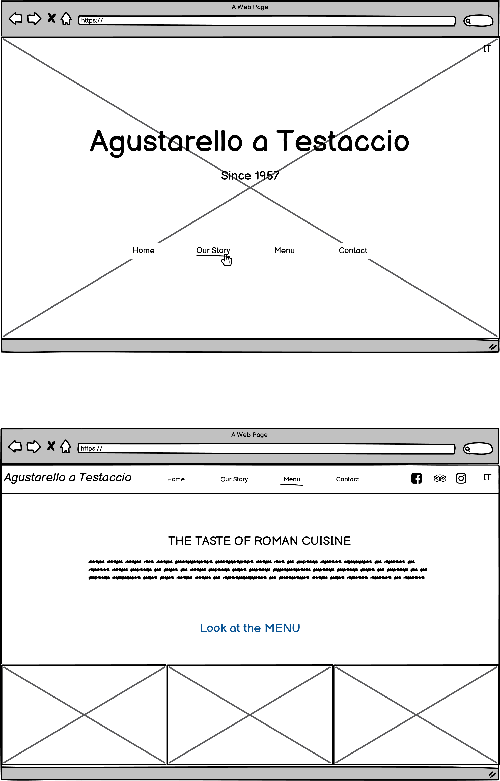 A Web Page
https://
IT
Agustarello a Testaccio
Since 1957
Home Our Story Menu Contact
A Web Page
https://
Agustarello a Testaccio Home Our Story Menu Contact IT
THE TASTE OF ROMAN CUISINE
Look at the MENU